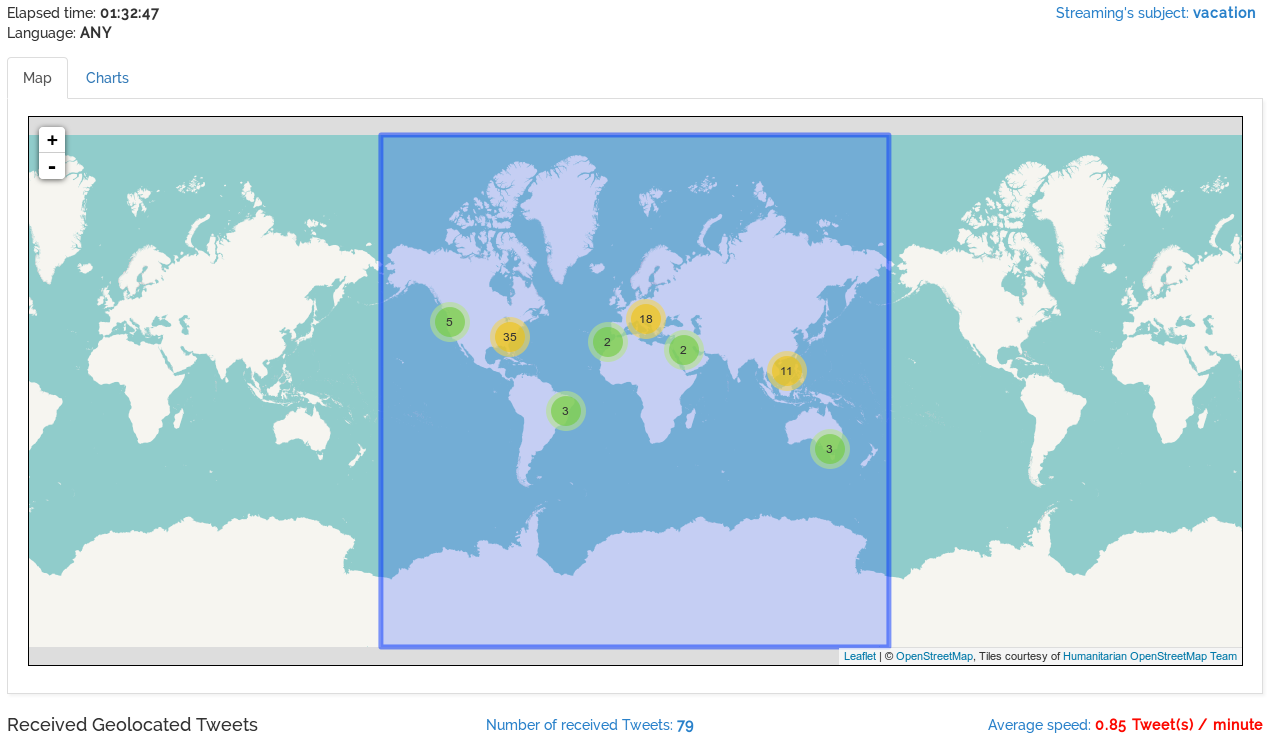 Elapsed time: 01:32:47
Streaming's subject: vacation
Language: ANY
Map
Charts
+
-
5
35
18
2
2
11
3
3
Leaflet | © OpenStreetMap, Tiles courtesy of Humanitarian OpenStreetMap Team
Received Geolocated Tweets
Number of received Tweets: 79
Average speed: 0.85 Tweet(s) / minute